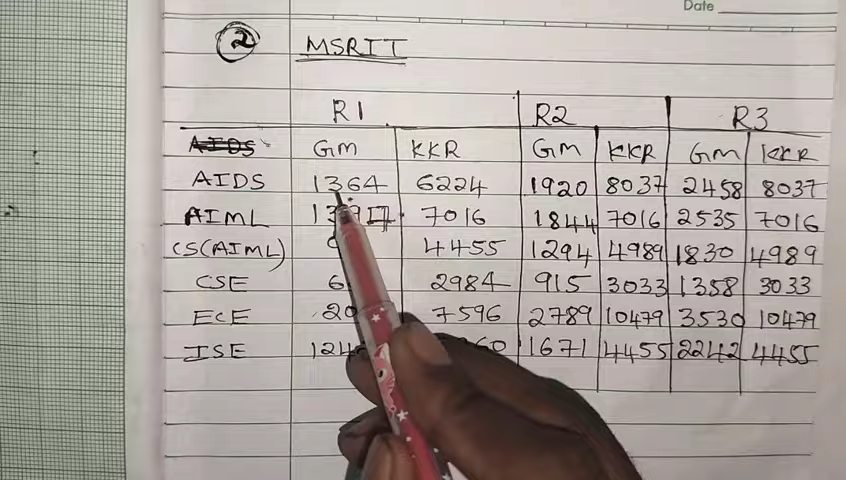 Date
2 MSRIT
R1 R2 R3
GM KKR GM KKR GM KKR
AIDS 1364 6224 1920 8037 2458 8037
AIML 7016 1844 7016 2535 7016
CS(AIML) 4455 1294 4989 1830 4989
CSE 2984 915 3033 1358 3033
ECE 7596 2789 10479 3530 10479
ISE 1671 4455 2242 4455